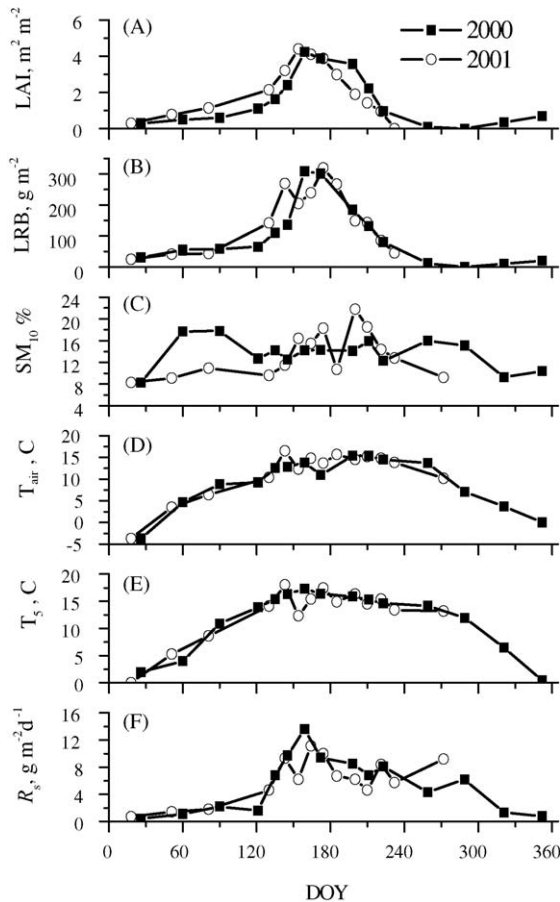 (A)
2000
2001
LAI, m² m⁻²
6
4
2
0
(B)
LRB, g m⁻²
300
200
100
0
(C)
SM₁₀ %
24
20
16
12
8
4
(D)
T_air , C
20
15
10
5
0
-5
(E)
T₅ , C
20
15
10
5
0
(F)
R_s, g m⁻²d⁻¹
16
12
8
4
0
0 60 120 180 240 300 360
DOY